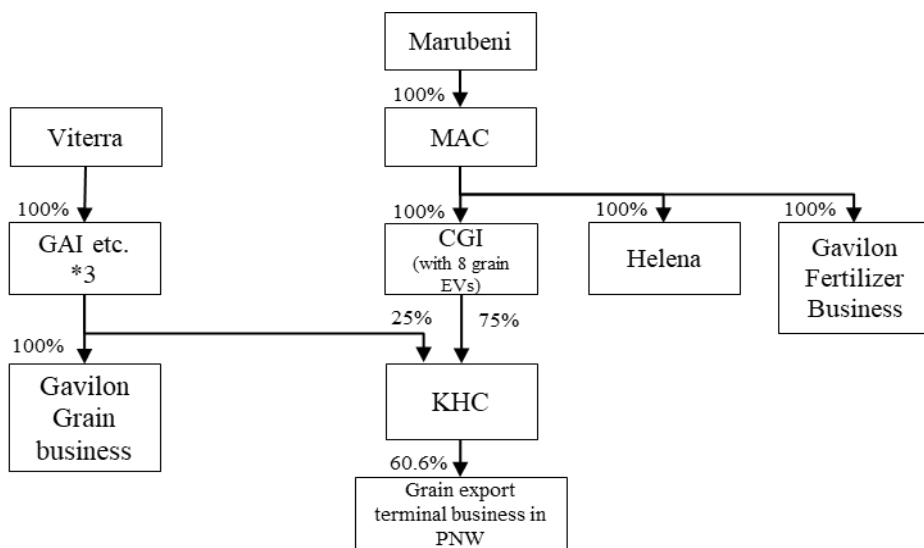 Marubeni
100%
Viterra
MAC
100%
100%
100%
100%
GAI etc.
*3
CGI
(with 8 grain
EVs)
Helena
Gavilon
Fertilizer
Business
25%
75%
100%
Gavilon
Grain
business
KHC
60.6%
Grain export
terminal business in
PNW